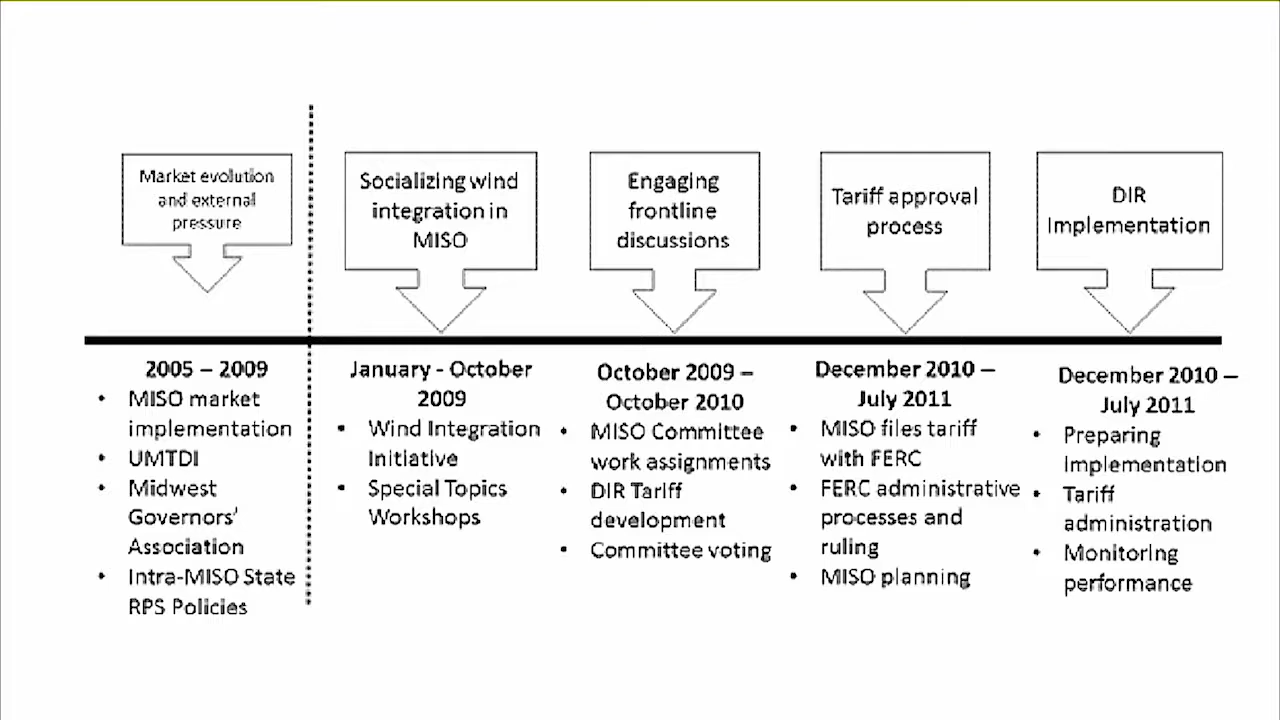 Market evolution
and external
pressure
Socializing wind
integration in
MISO
Engaging
frontline
discussions
Tariff approval
process
DIR
Implementation
2005 – 2009
• MISO market
implementation
• UMTDI
• Midwest
Governors'
Association
• Intra-MISO State
RPS Policies
January - October
2009
• Wind Integration
Initiative
• Special Topics
Workshops
October 2009 –
October 2010
• MISO Committee
work assignments
• DIR Tariff
development
• Committee voting
December 2010 –
July 2011
• MISO files tariff
with FERC
• FERC administrative
processes and
ruling
• MISO planning
December 2010 –
July 2011
• Preparing
Implementation
• Tariff
administration
• Monitoring
performance